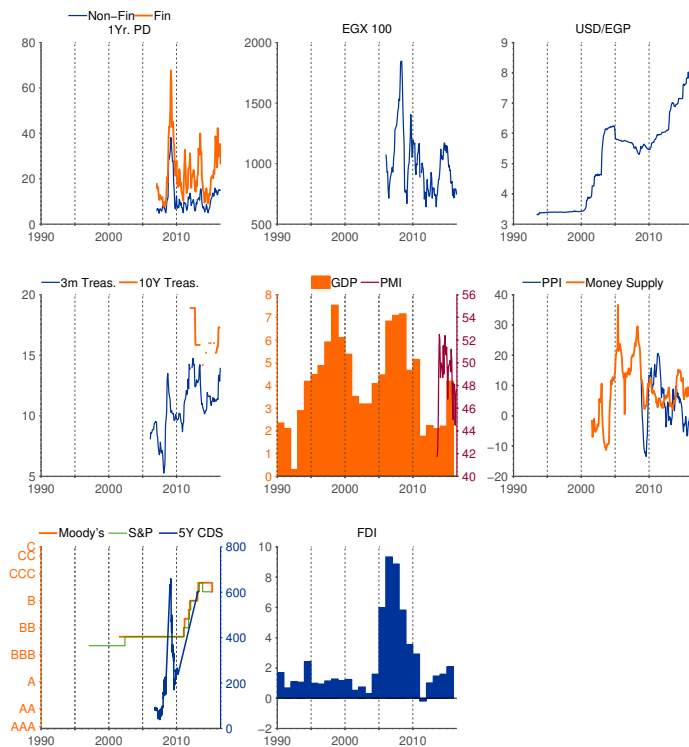 Non−Fin Fin
1Yr. PD
80
60
40
20
0
1990 2000 2010
EGX 100
2000
1500
1000
500
1990 2000 2010
USD/EGP
9
8
7
6
5
4
3
1990 2000 2010
3m Treas. 10Y Treas.
20
15
10
5
1990 2000 2010
GDP PMI
8
7
6
5
4
3
2
1
0
56
54
52
50
48
46
44
42
40
1990 2000 2010
PPI Money Supply
40
30
20
10
0
−10
−20
1990 2000 2010
Moody's S&P 5Y CDS
C
CC
CCC
B
BB
BBB
A
AA
AAA
800
600
400
200
0
1990 2000 2010
FDI
10
8
6
4
2
0
−2
1990 2000 2010